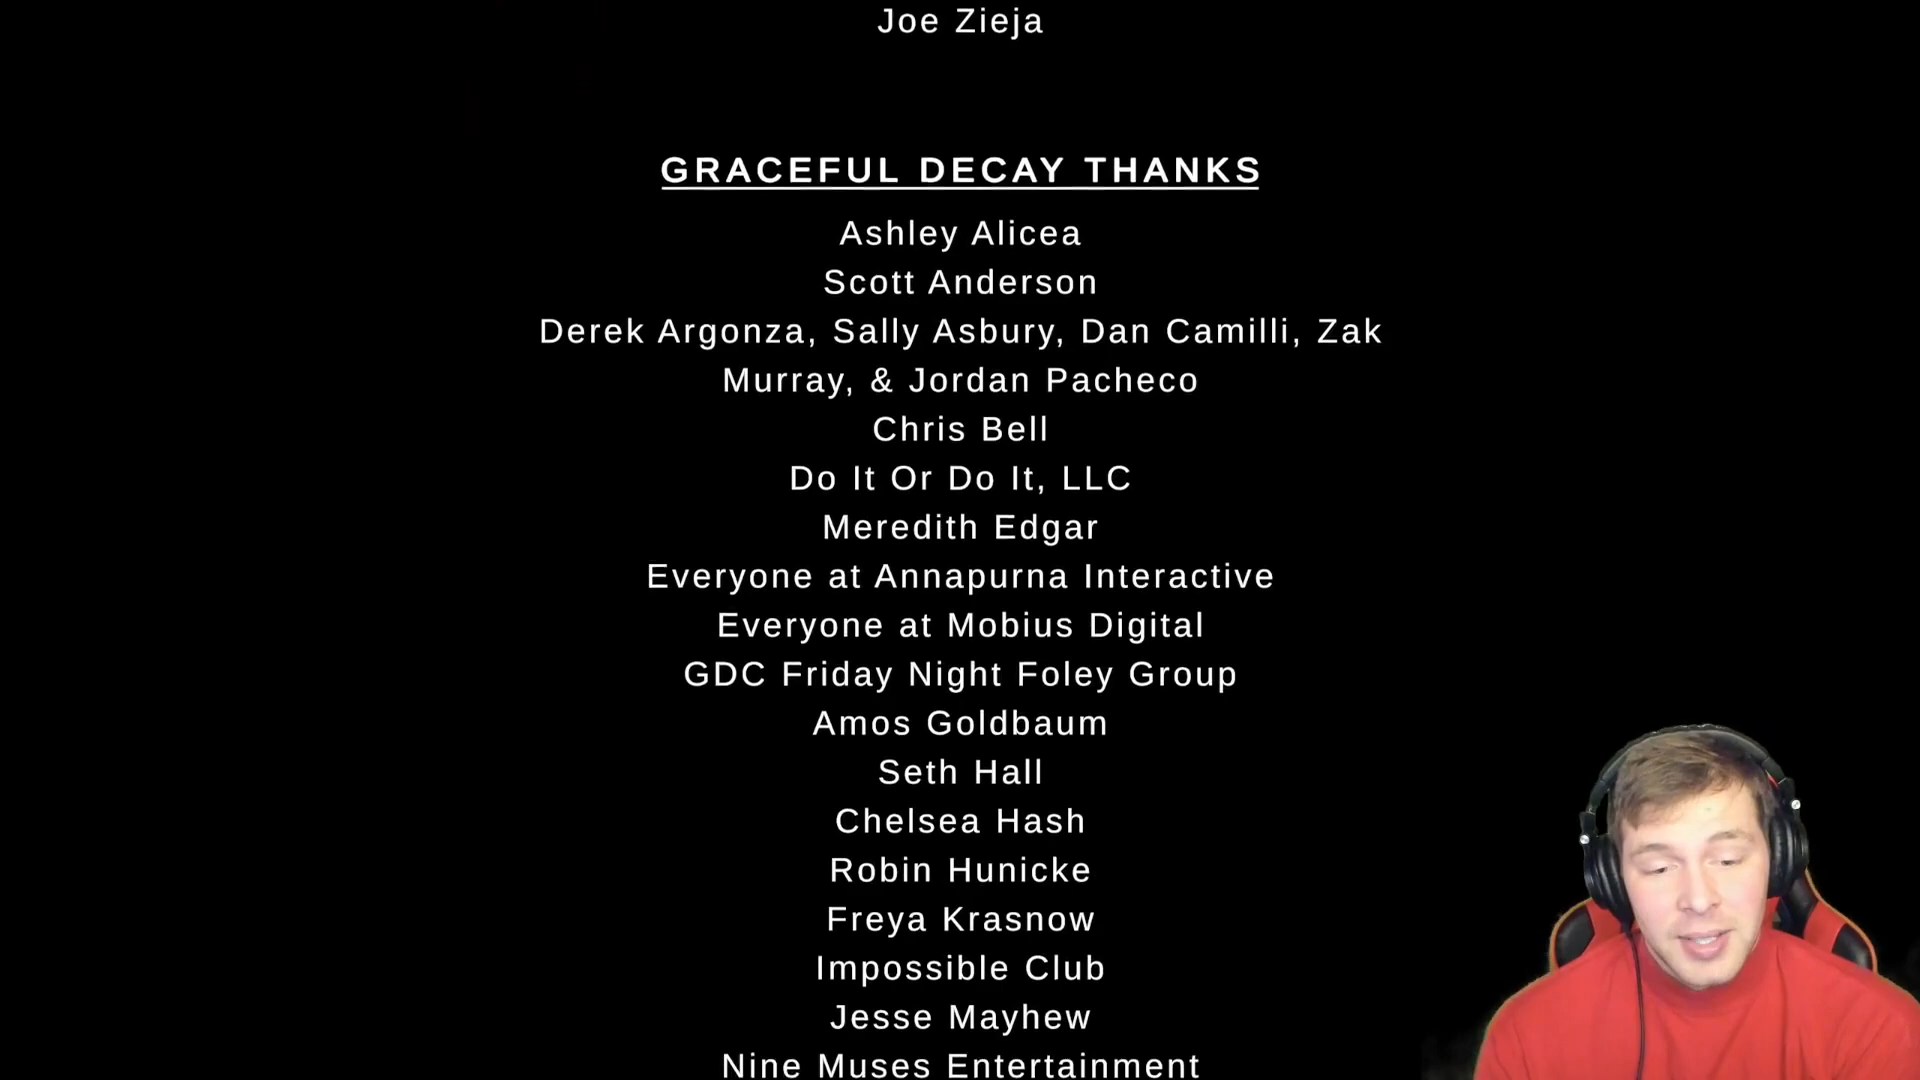 Joe Zieja
GRACEFUL DECAY THANKS
Ashley Alicea
Scott Anderson
Derek Argonza, Sally Asbury, Dan Camilli, Zak
Murray, & Jordan Pacheco
Chris Bell
Do It Or Do It, LLC
Meredith Edgar
Everyone at Annapurna Interactive
Everyone at Mobius Digital
GDC Friday Night Foley Group
Amos Goldbaum
Seth Hall
Chelsea Hash
Robin Hunicke
Freya Krasnow
Impossible Club
Jesse Mayhew
Nine Muses Entertainment